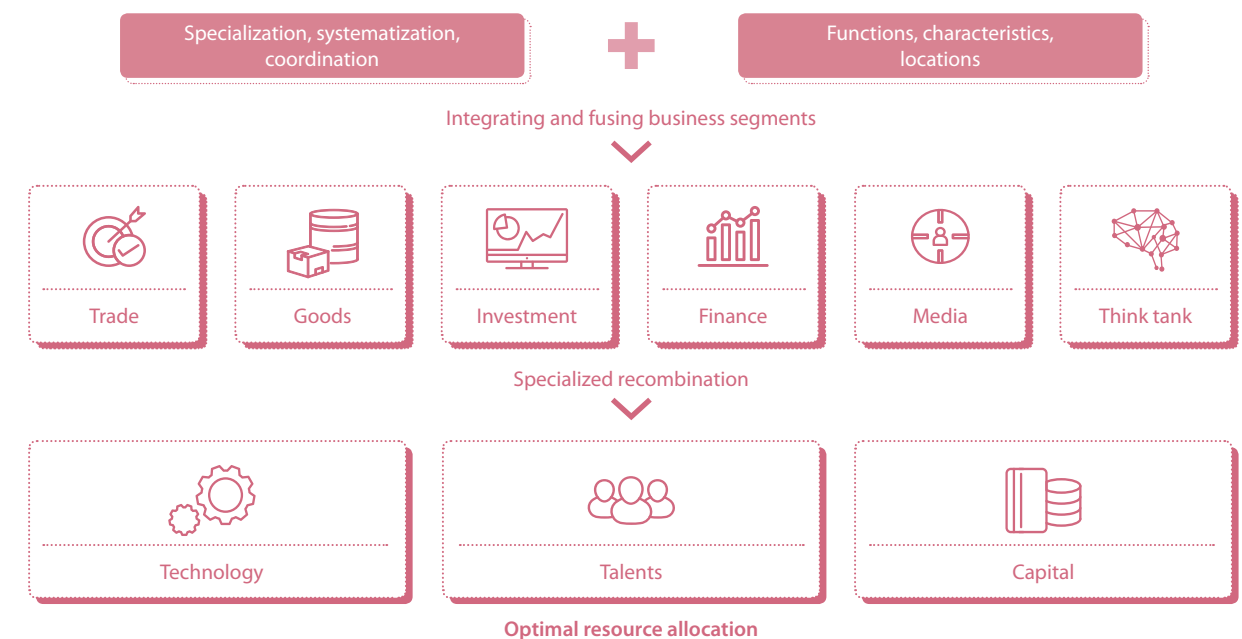 Specialization, systematization,
coordination
Functions, characteristics,
locations
Integrating and fusing business segments
Trade
Goods
Investment
Finance
Media
Think tank
Specialized recombination
Technology
Talents
Capital
Optimal resource allocation